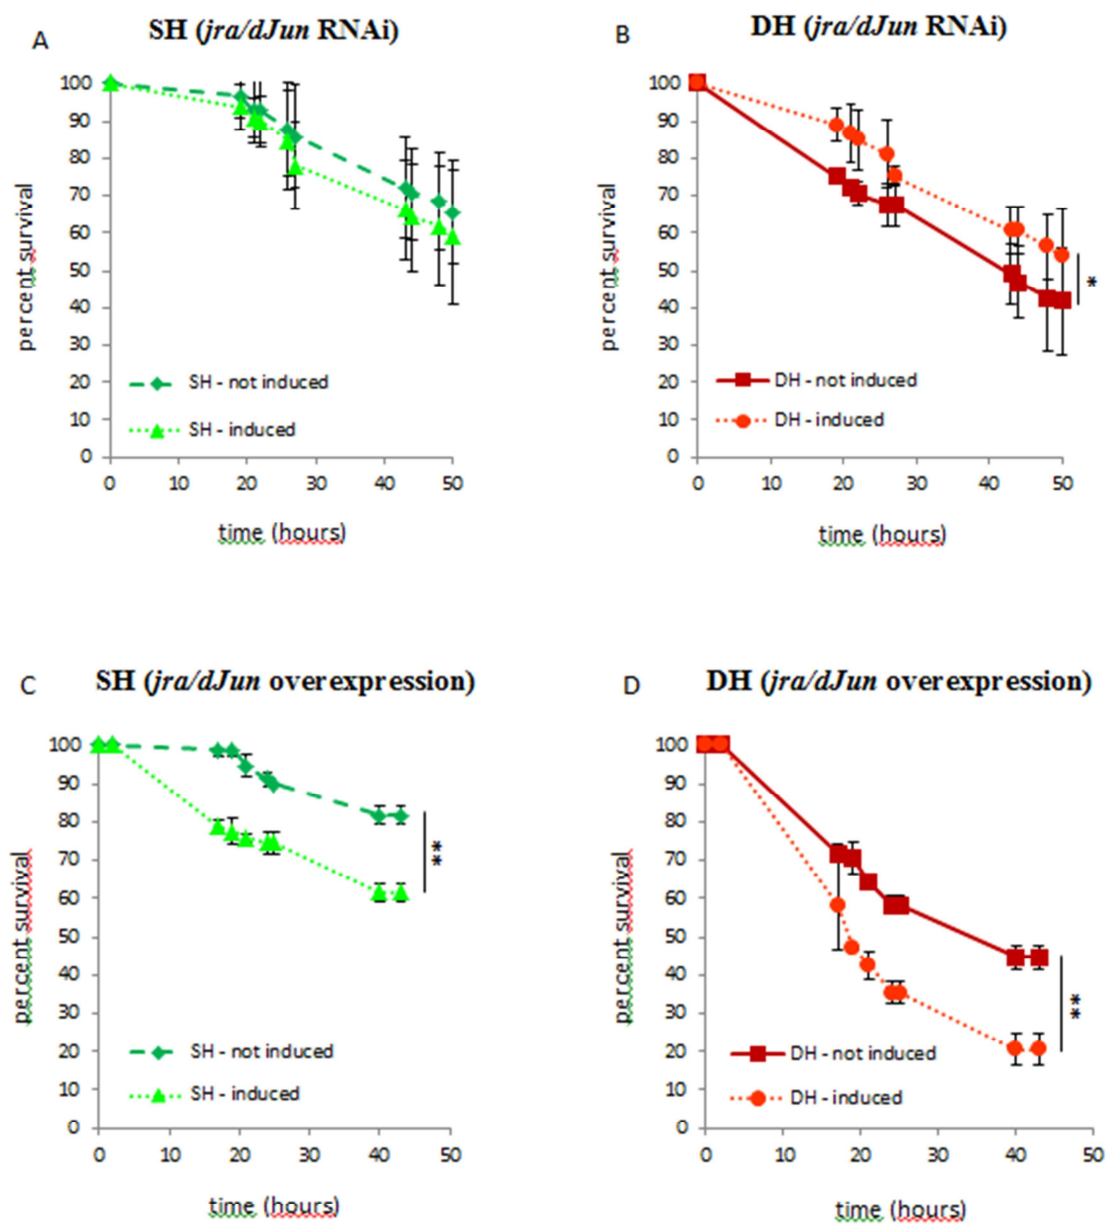 A
SH (jra/dJun RNAi)
percent survival
100
90
80
70
60
50
40
30
20
10
0
SH - not induced
SH - induced
0 10 20 30 40 50
time (hours)
B
DH (jra/dJun RNAi)
percent survival
100
90
80
70
60
50
40
30
20
10
0
*
DH - not induced
DH - induced
0 10 20 30 40 50
time (hours)
C
SH (jra/dJun overexpression)
percent survival
100
90
80
70
60
50
40
30
20
10
0
**
SH - not induced
SH - induced
0 10 20 30 40 50
time (hours)
D
DH (jra/dJun overexpression)
percent survival
100
90
80
70
60
50
40
30
20
10
0
**
DH - not induced
DH - induced
0 10 20 30 40 50
time (hours)